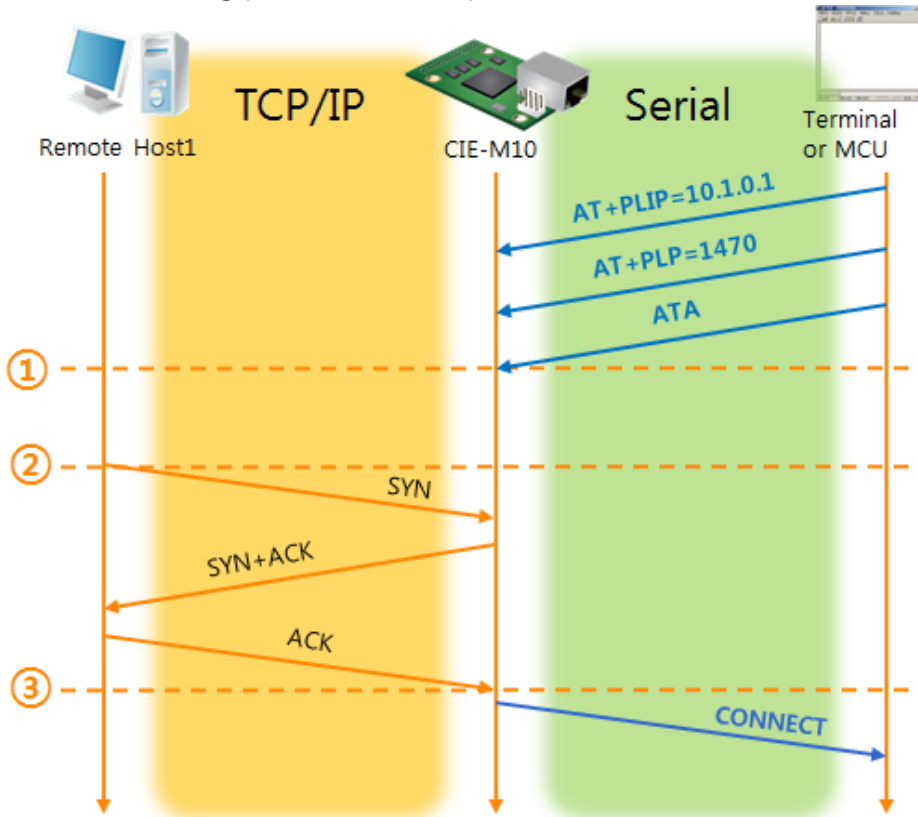 TCP/IP
Serial
Remote Host1
CIE-M10
Terminal
or MCU
AT+PLIP=10.1.0.1
AT+PLP=1470
ATA
①
②
SYN
SYN+ACK
ACK
③
CONNECT